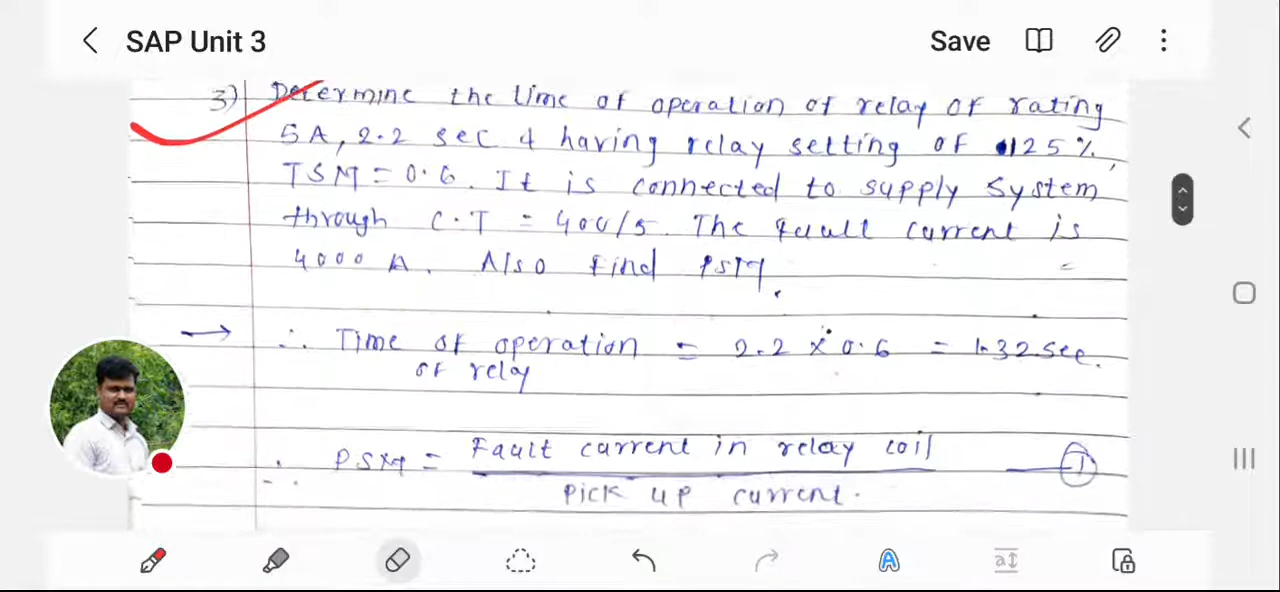 SAP Unit 3
Save
3) Determine the time of operation of relay of rating
5A, 2.2 sec & having relay setting of 125%,
TSM = 0.6. It is connected to supply system
through C.T = 400/5. The fault current is
4000 A. Also find PSM.
→ ∴ Time of operation = 2.2 × 0.6 = 1.32 sec.
of relay
∴ PSM = Fault current in relay coil ①
Pick up current.